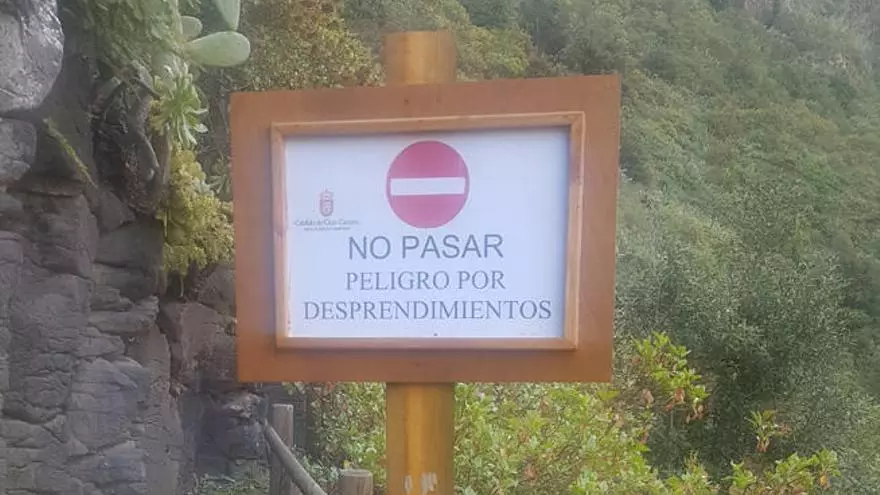 Cabildo de Gran Canaria
NO PASAR
PELIGRO POR
DESPRENDIMIENTOS